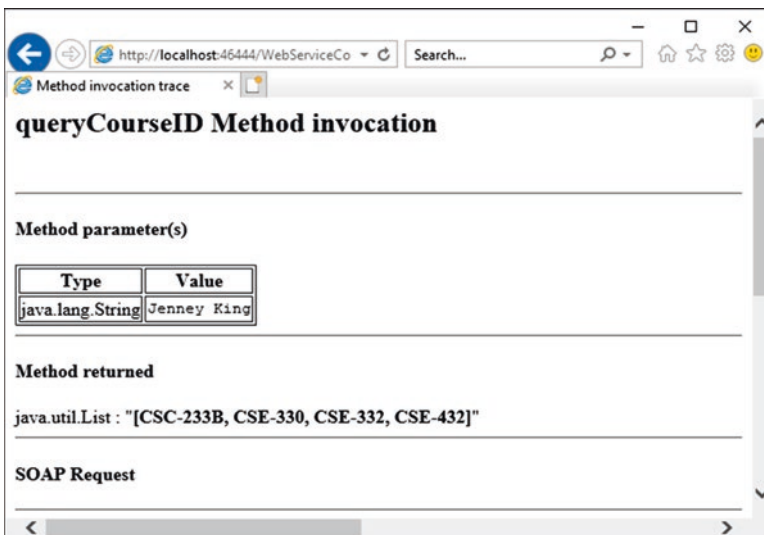 http://localhost:46444/WebServiceCo
Search...
Method invocation trace
queryCourseID Method invocation
Method parameter(s)
Type Value
java.lang.String Jenney King
Method returned
java.util.List : "[CSC-233B, CSE-330, CSE-332, CSE-432]"
SOAP Request